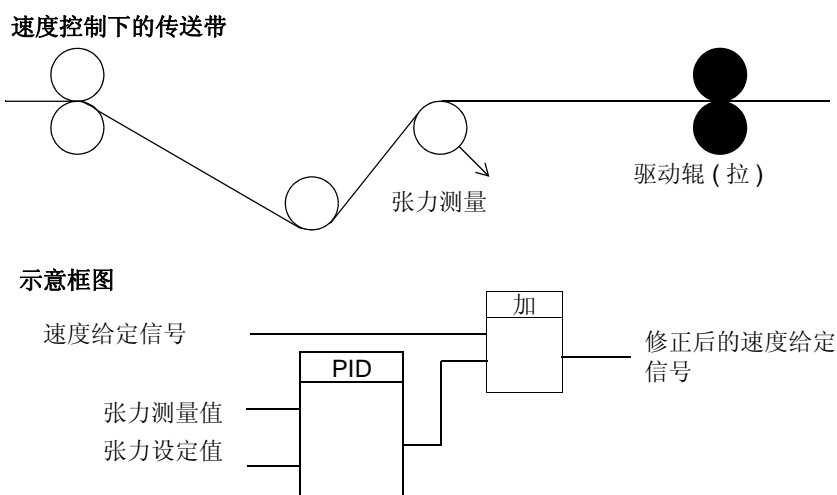 速度控制下的传送带
驱动辊 ( 拉 )
张力测量
示意框图
加
速度给定信号
修正后的速度给定
信号
PID
张力测量值
张力设定值